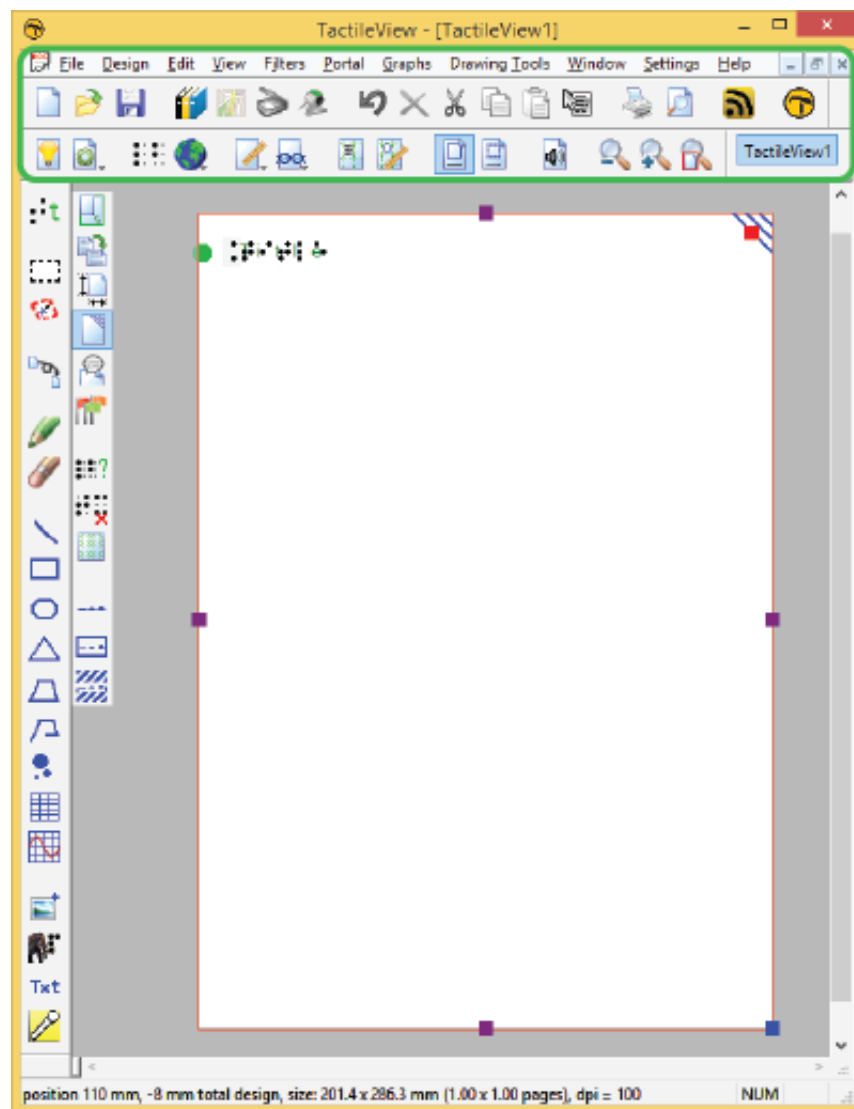 TactileView - [TactileView1]
File Design Edit View Filters Portal Graphs Drawing Tools Window Settings Help
TactileView1
t
?
Txt
position 110 mm, -8 mm total design, size: 201.4 x 286.3 mm (1.00 x 1.00 pages), dpi = 100 NUM